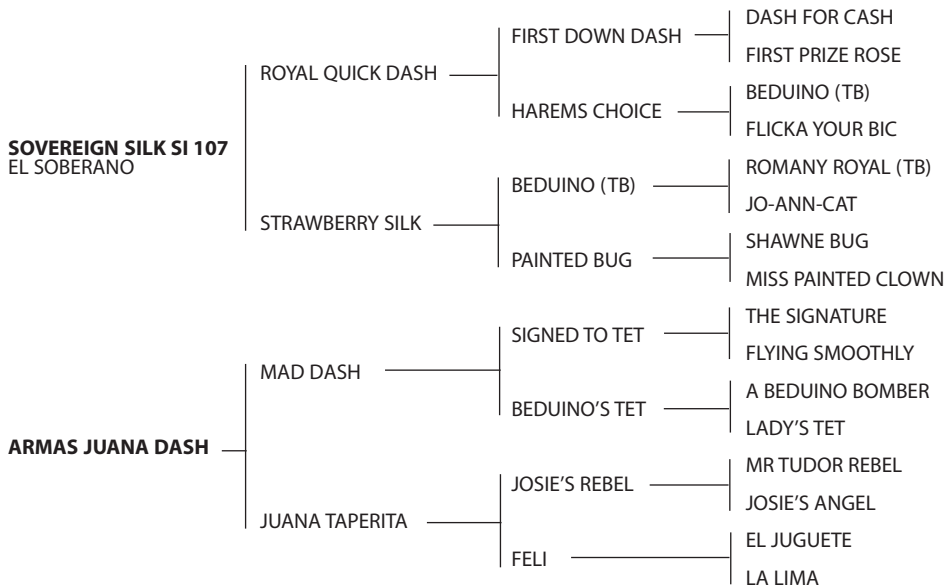 SOVEREIGN SILK SI 107
EL SOBERANO
ROYAL QUICK DASH
FIRST DOWN DASH
DASH FOR CASH
FIRST PRIZE ROSE
HAREMS CHOICE
BEDUINO (TB)
FLICKA YOUR BIC
STRAWBERRY SILK
BEDUINO (TB)
ROMANY ROYAL (TB)
JO-ANN-CAT
PAINTED BUG
SHAWNE BUG
MISS PAINTED CLOWN
ARMAS JUANA DASH
MAD DASH
SIGNED TO TET
THE SIGNATURE
FLYING SMOOTHLY
BEDUINO’S TET
A BEDUINO BOMBER
LADY’S TET
JUANA TAPERITA
JOSIE’S REBEL
MR TUDOR REBEL
JOSIE’S ANGEL
FELI
EL JUGUETE
LA LIMA